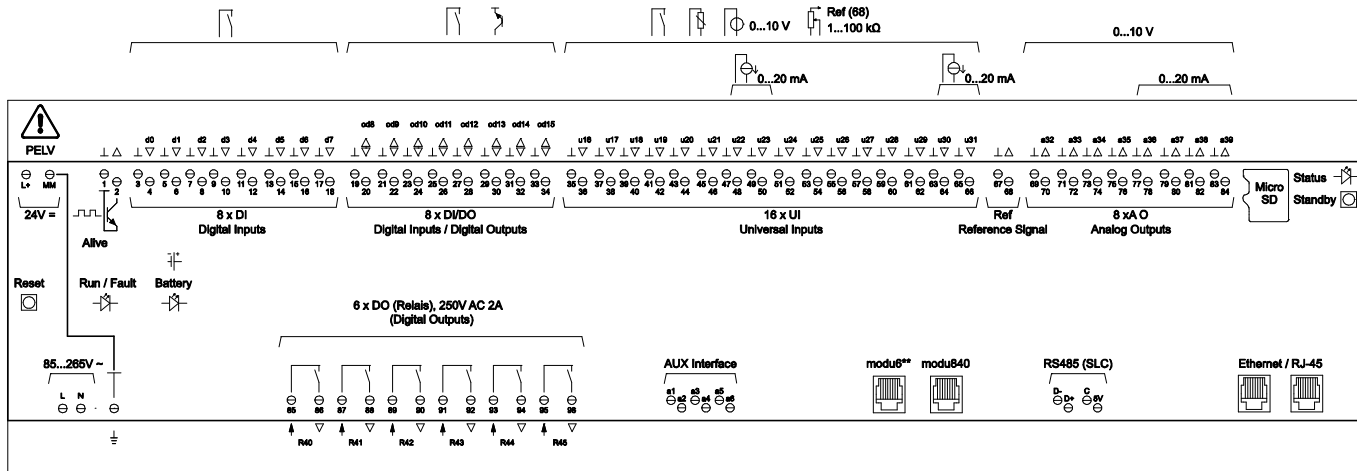 Ref (68)
0...10 V 1...100 kΩ 0...10 V
0...20 mA 0...20 mA 0...20 mA
od8 od9 od10 od11 od12 od13 od14 od15
PELV d0 d1 d2 d3 d4 d5 d6 d7 u16 u17 u18 u19 u20 u21 u22 u23 u24 u25 u26 u27 u28 u29 u30 u31 a32 a33 a34 a35 a36 a37 a38 a39
L+ MM 1 3 5 7 9 11 13 15 17 19 21 23 25 27 29 31 33 35 37 39 41 43 45 47 49 51 53 55 57 59 61 63 65 67 69 71 73 75 77 79 81 83
2 4 6 8 10 12 14 16 18 20 22 24 26 28 30 32 34 36 38 40 42 44 46 48 50 52 54 56 58 60 62 64 66 68 70 72 74 76 78 80 82 84
Micro SD
Status
Standby
24V =
8 x DI 8 x DI/DO 16 x UI Ref 8 xA O
Digital Inputs Digital Inputs / Digital Outputs Universal Inputs Reference Signal Analog Outputs
Alive
- +
Reset Run / Fault Battery
6 x DO (Relais), 250V AC 2A
(Digital Outputs)
85...265V ~ AUX Interface modu6** modu840 RS485 (SLC) Ethernet / RJ-45
L N
a1 a3 a5 D- C
a2 a4 a6 D+ 5V
85 86 87 88 89 90 91 92 93 94 95 96
R40 R41 R42 R43 R44 R45